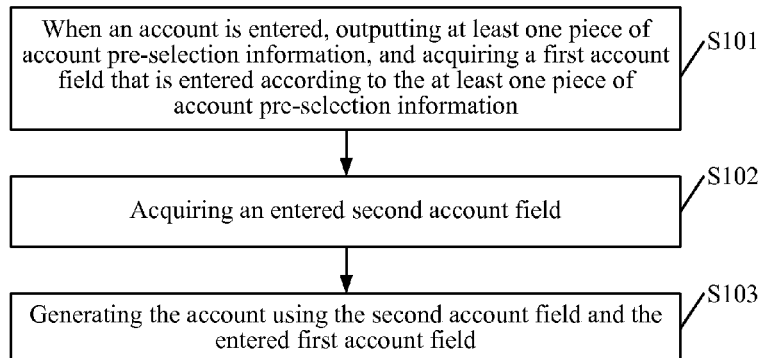 When an account is entered, outputting at least one piece of
account pre-selection information, and acquiring a first account
field that is entered according to the at least one piece of
account pre-selection information
S101
Acquiring an entered second account field
S102
Generating the account using the second account field and the
entered first account field
S103